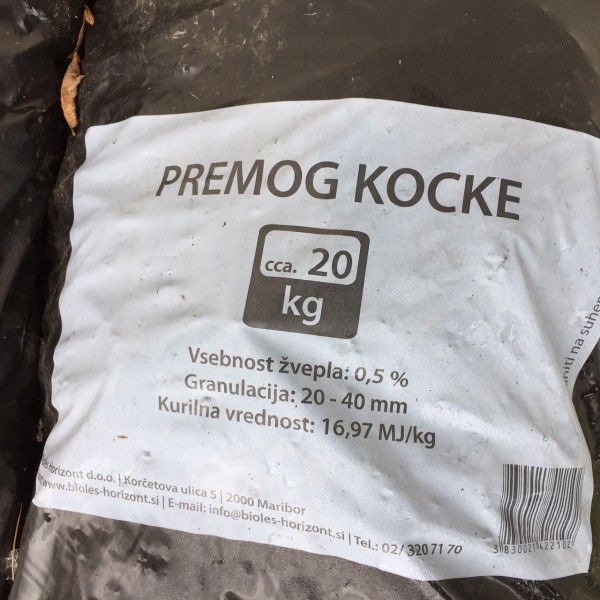 PREMOG KOCKE
cca. 20
kg
Vsebnost žvepla: 0,5 %
Granulacija: 20 - 40 mm
Kurilna vrednost: 16,97 MJ/kg
Horizont d.o.o. | Korčetova ulica 5 | 2000 Maribor
www.bioles-horizont.si | E-mail: info@bioles-horizont.si | Tel.: 02/ 320 71 70
na suhem